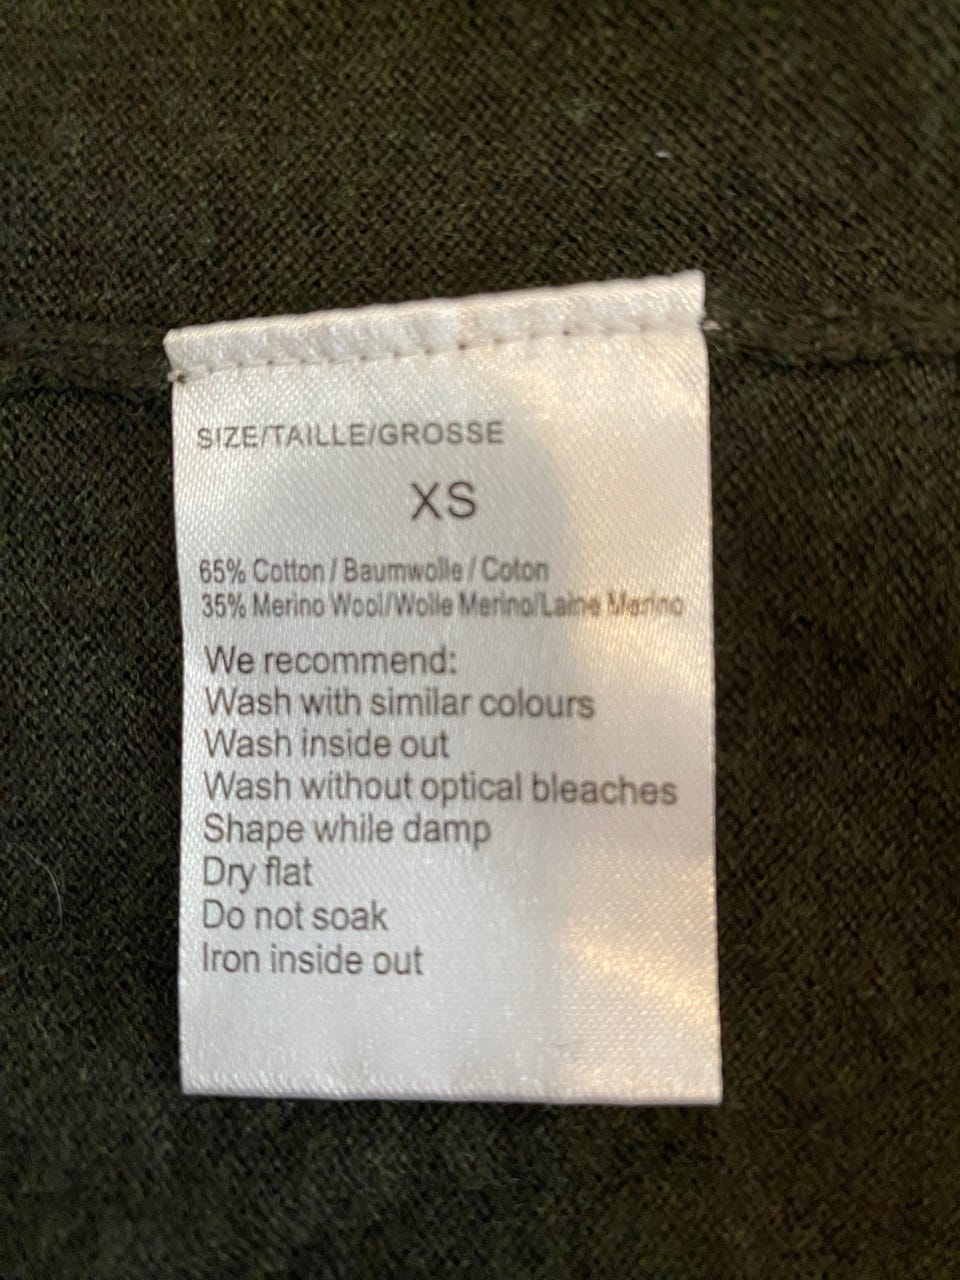 SIZE/TAILLE/GROSSE
XS
65% Cotton / Baumwolle / Coton
35% Merino Wool/Wolle Merino/Laine Merino
We recommend:
Wash with similar colours
Wash inside out
Wash without optical bleaches
Shape while damp
Dry flat
Do not soak
Iron inside out